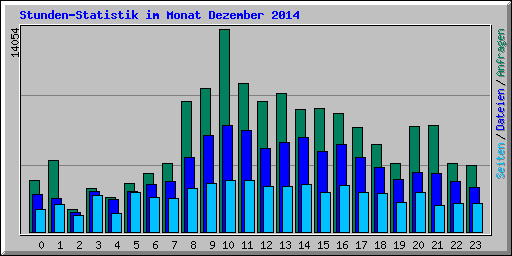 Stunden-Statistik im Monat Dezember 2014
14054
Seiten / Dateien / Anfragen
0 1 2 3 4 5 6 7 8 9 10 11 12 13 14 15 16 17 18 19 20 21 22 23